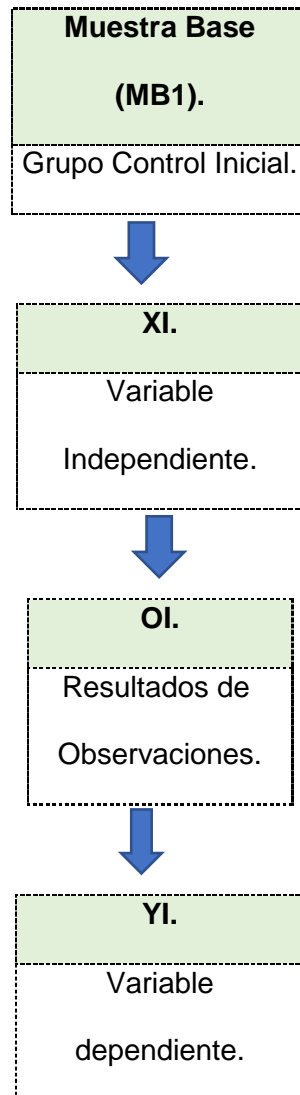 Muestra Base
(MB1).
Grupo Control Inicial.
XI.
Variable
Independiente.
OI.
Resultados de
Observaciones.
YI.
Variable
dependiente.